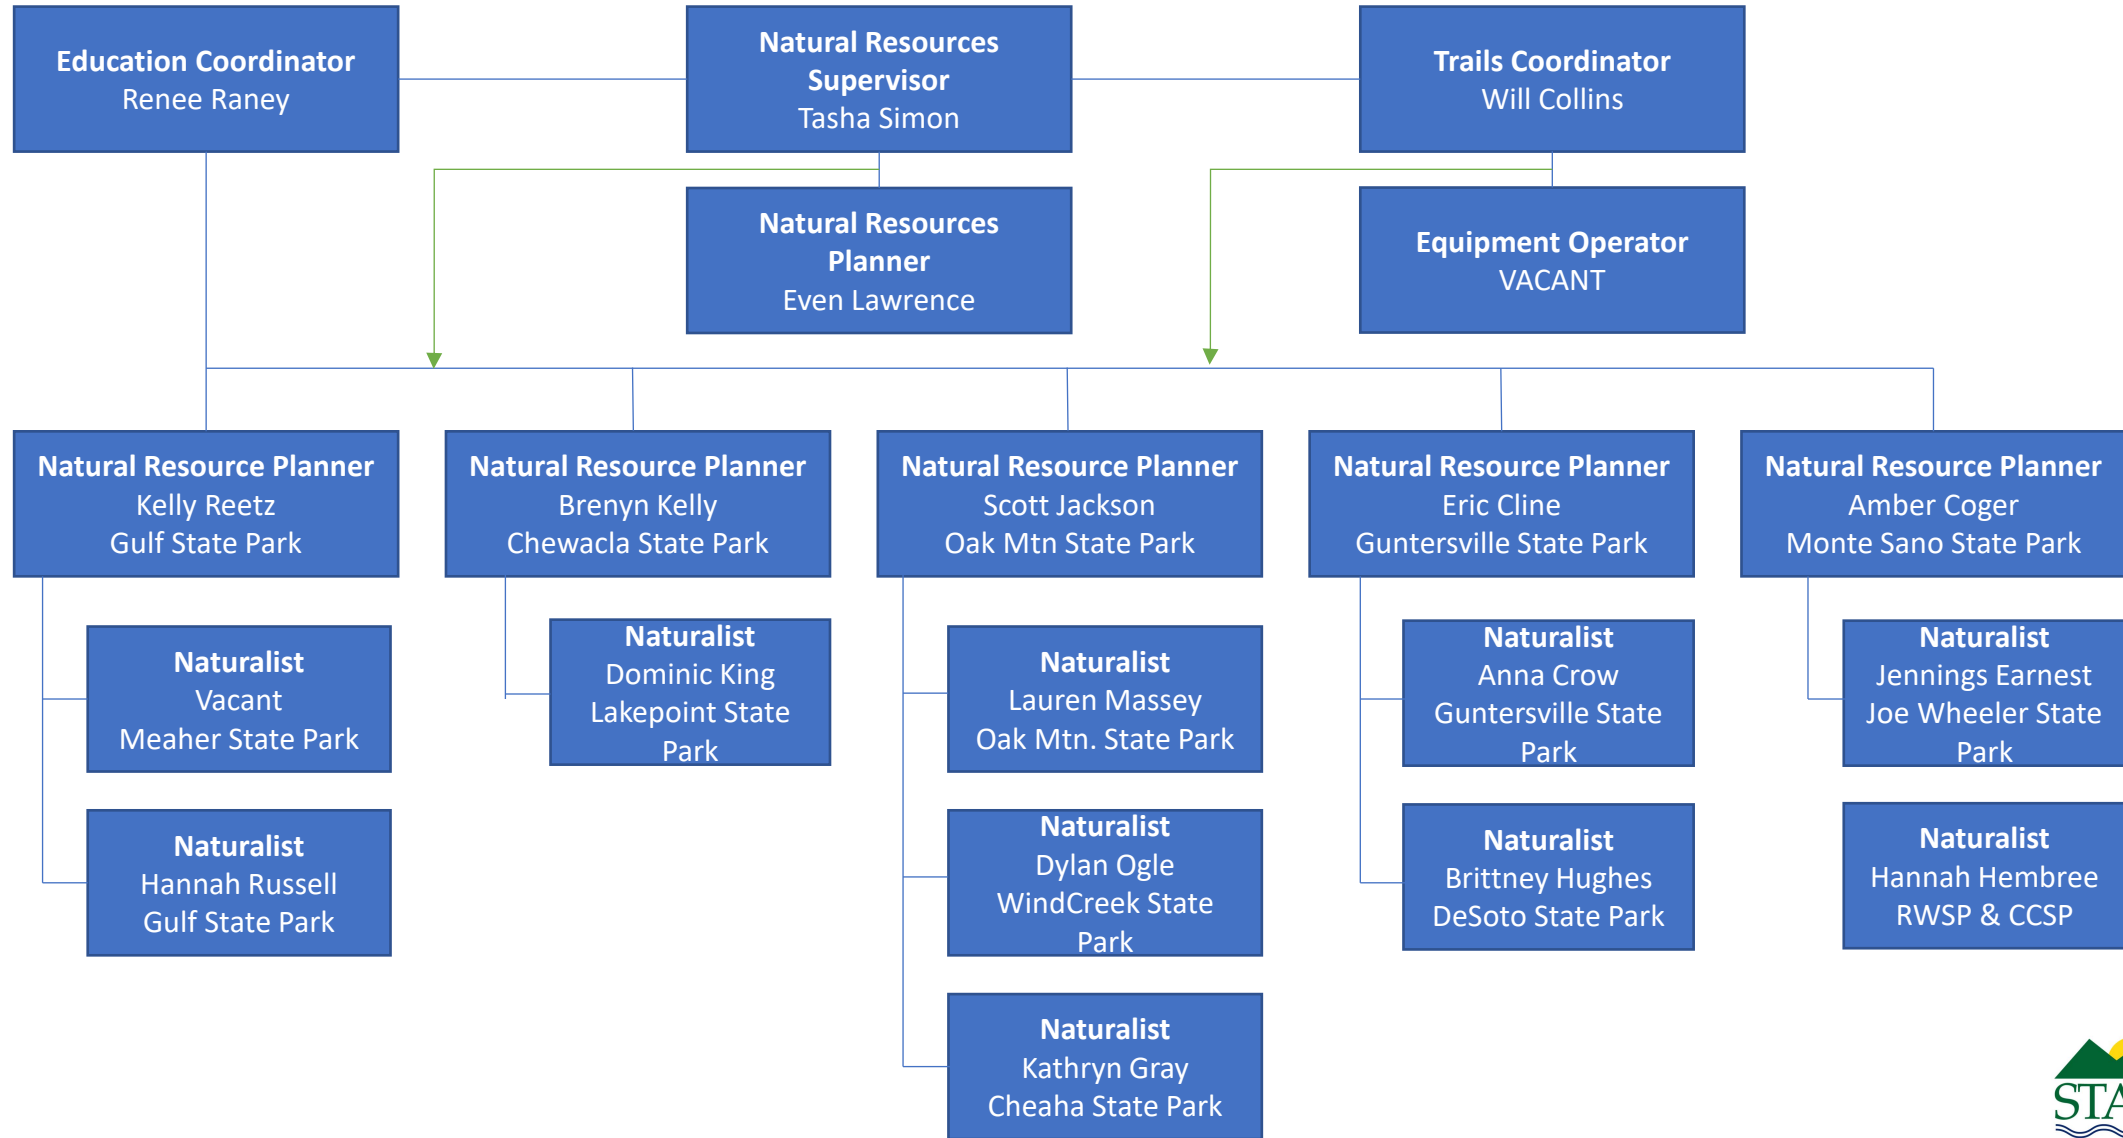 Education Coordinator
Renee Raney
Natural Resources
Supervisor
Tasha Simon
Trails Coordinator
Will Collins
Natural Resources
Planner
Even Lawrence
Equipment Operator
VACANT
Natural Resource Planner
Kelly Reetz
Gulf State Park
Natural Resource Planner
Brenyn Kelly
Chewacla State Park
Natural Resource Planner
Scott Jackson
Oak Mtn State Park
Natural Resource Planner
Eric Cline
Guntersville State Park
Natural Resource Planner
Amber Coger
Monte Sano State Park
Naturalist
Vacant
Meaher State Park
Naturalist
Dominic King
Lakepoint State
Park
Naturalist
Lauren Massey
Oak Mtn. State Park
Naturalist
Anna Crow
Guntersville State
Park
Naturalist
Jennings Earnest
Joe Wheeler State
Park
Naturalist
Hannah Russell
Gulf State Park
Naturalist
Dylan Ogle
WindCreek State
Park
Naturalist
Brittney Hughes
DeSoto State Park
Naturalist
Hannah Hembree
RWSP & CCSP
Naturalist
Kathryn Gray
Cheaha State Park